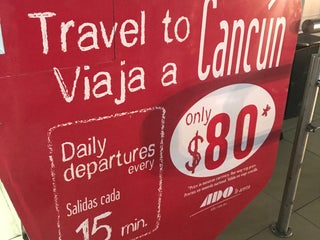 Travel to
Viaja a Cancún
only
$80*
Daily
departures
every
Salidas cada
15 min.
ADO